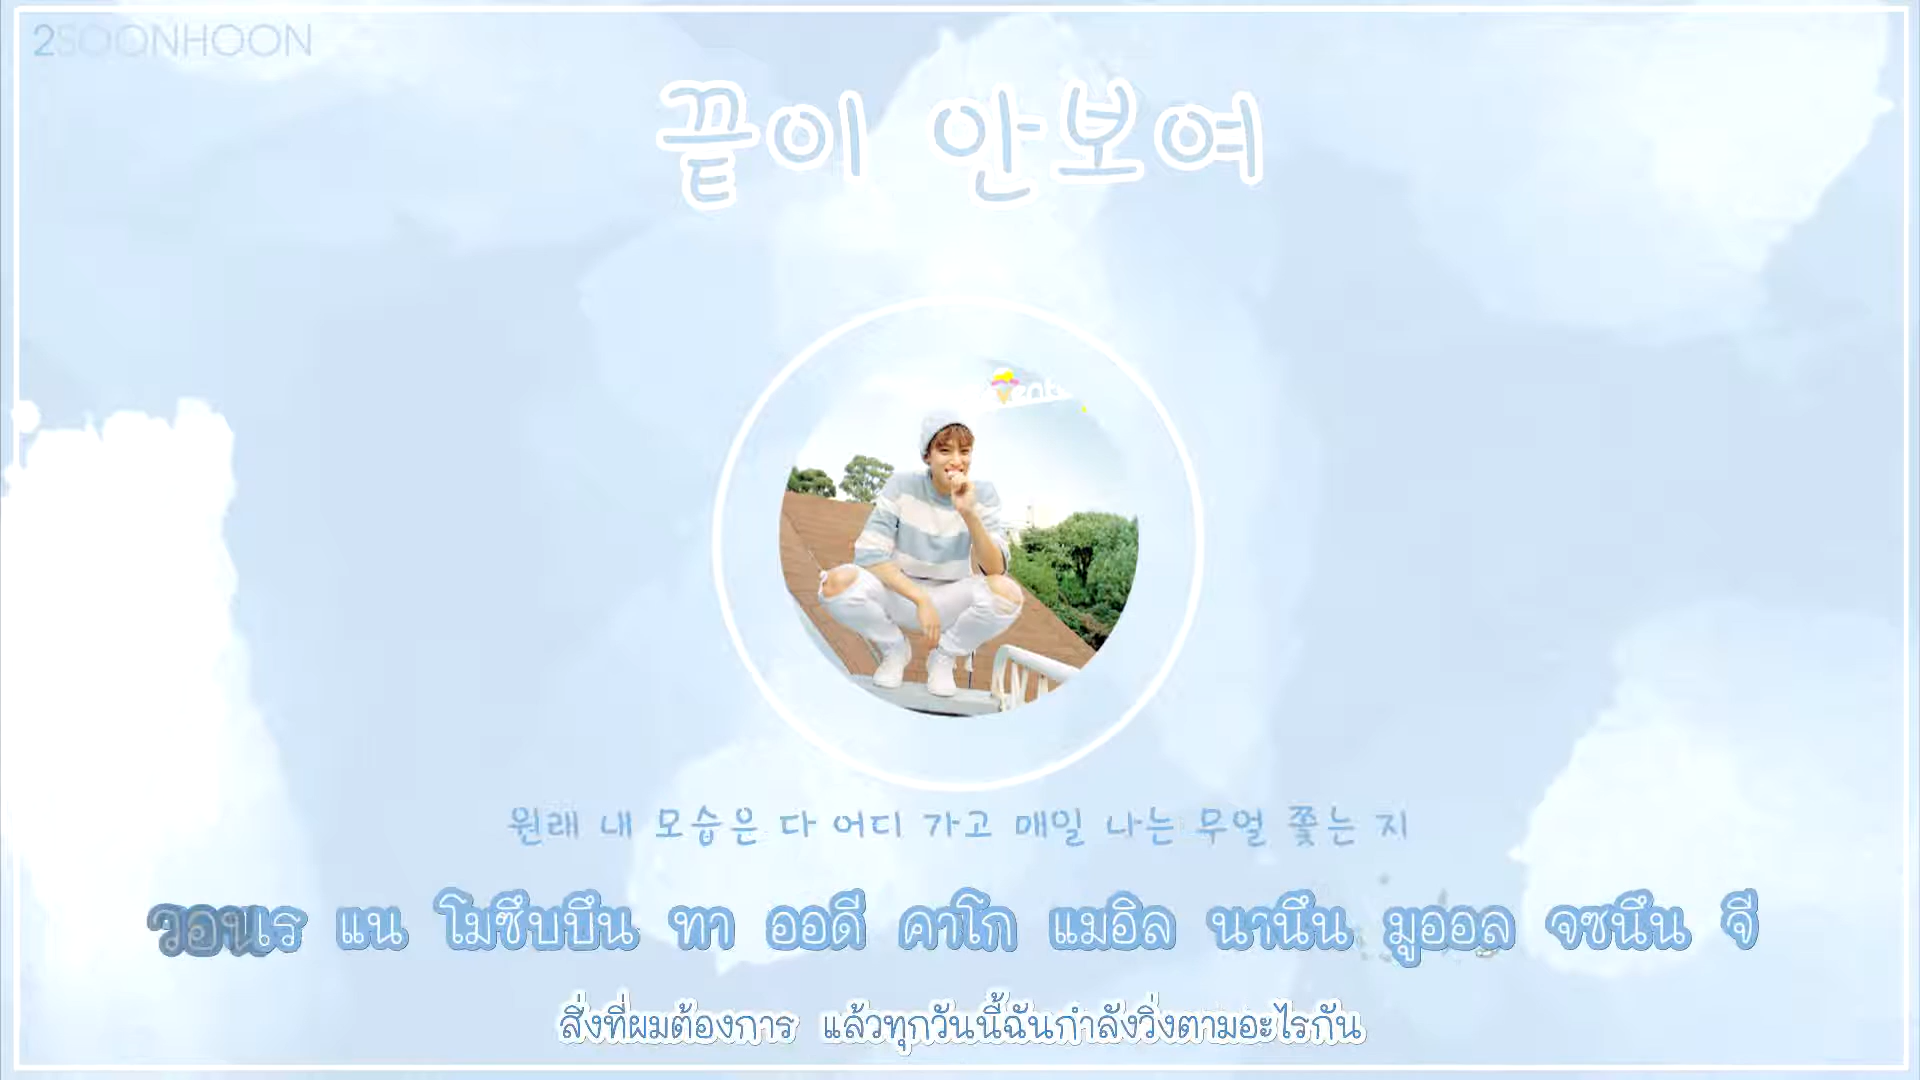 2SOONHOON
끝이 안보여
원래 내 모습은 다 어디 가고 매일 나는 무얼 쫓는 지
วอนเร แน โมซึบบึน ทา ออดี คาโก แมอิล นานึน มูออล จซนึน จี
สิ่งที่ผมต้องการ แล้วทุกวันนี้ฉันกำลังวิ่งตามอะไรกัน